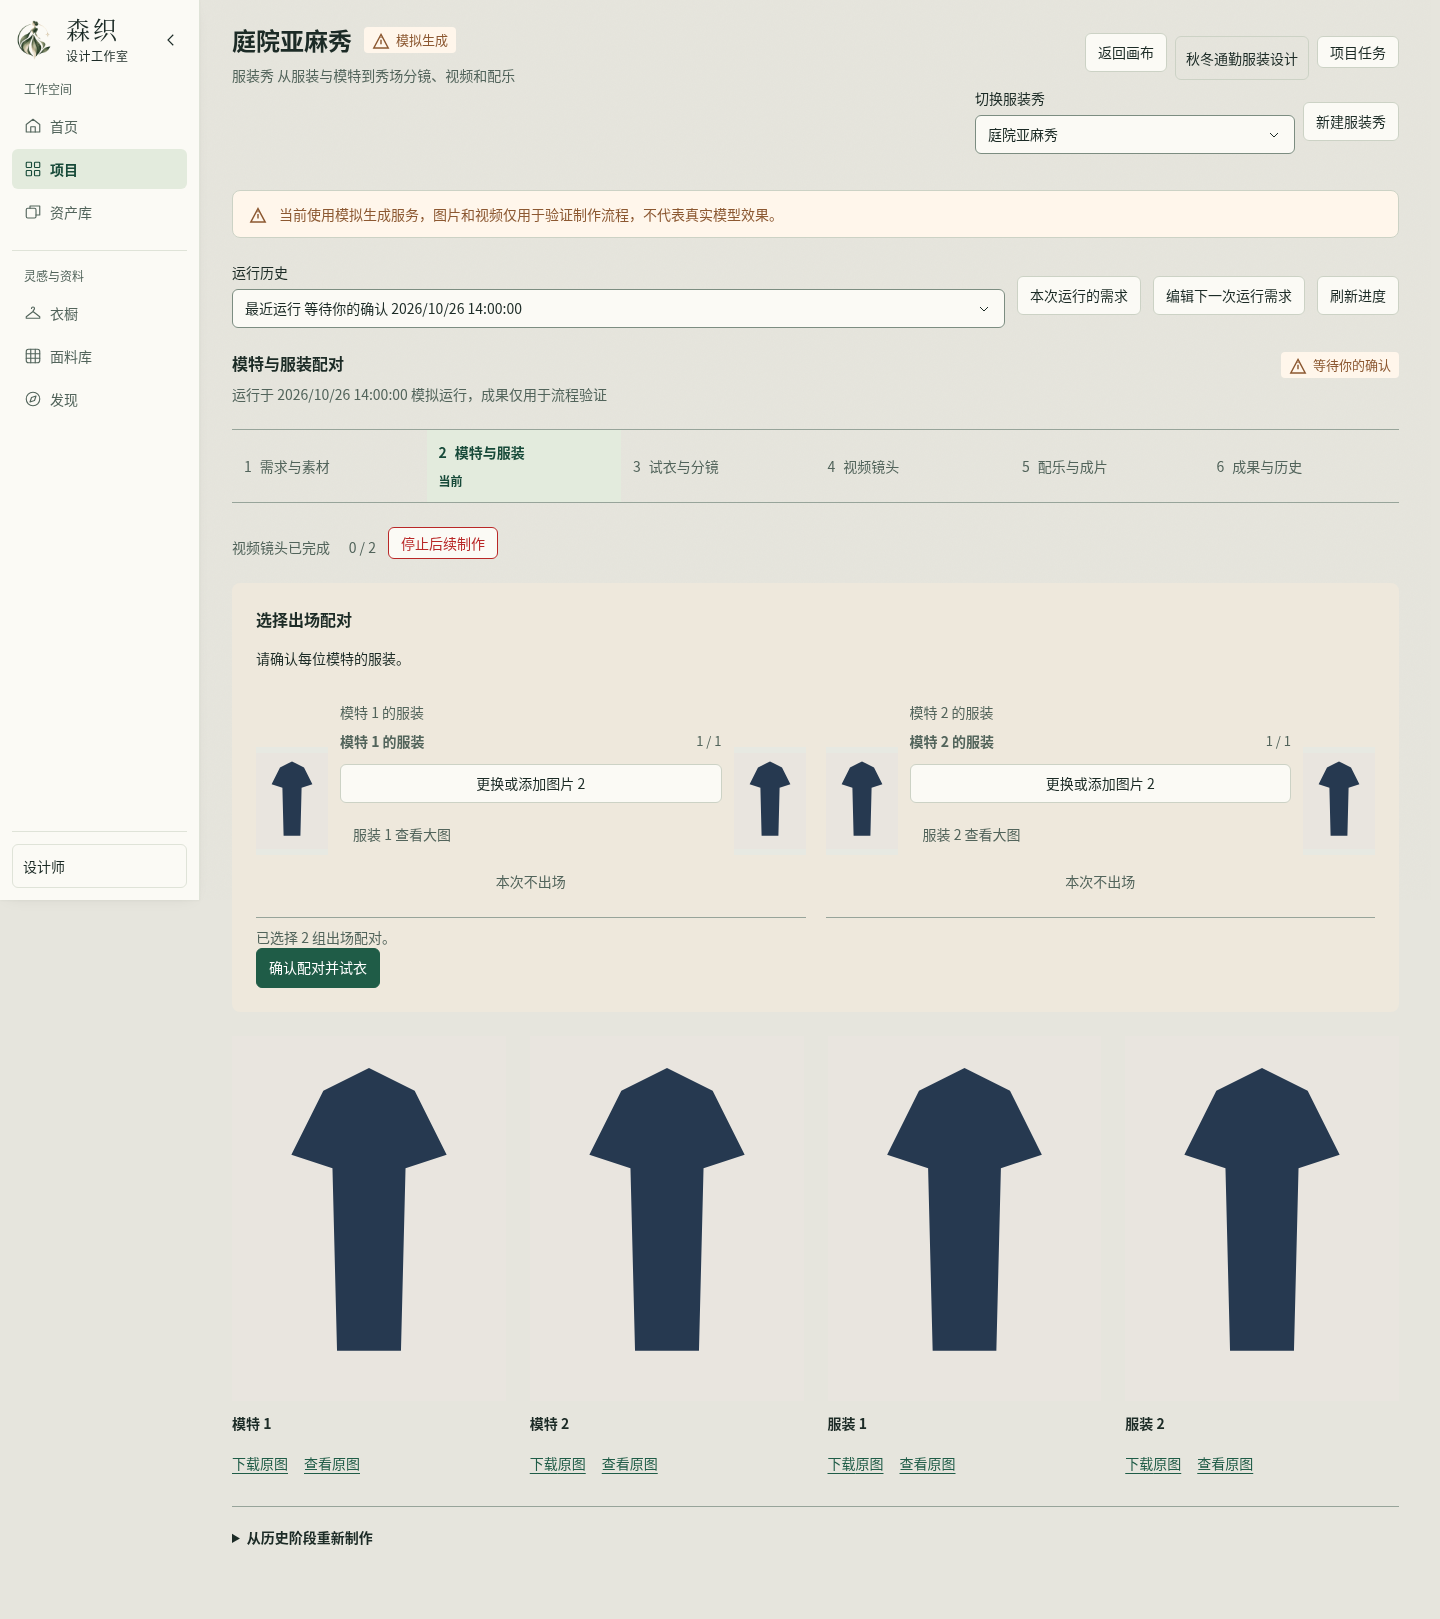 森织
设计工作室
工作空间
首页
项目
资产库
灵感与资料
衣橱
面料库
发现
设计师
庭院亚麻秀
模拟生成
服装秀 从服装与模特到秀场分镜、视频和配乐
返回画布
秋冬通勤服装设计
项目任务
切换服装秀
庭院亚麻秀
新建服装秀
当前使用模拟生成服务，图片和视频仅用于验证制作流程，不代表真实模型效果。
运行历史
最近运行 等待你的确认 2026/10/26 14:00:00
本次运行的需求
编辑下一次运行需求
刷新进度
模特与服装配对
等待你的确认
运行于 2026/10/26 14:00:00 模拟运行，成果仅用于流程验证
1 需求与素材
2 模特与服装
当前
3 试衣与分镜
4 视频镜头
5 配乐与成片
6 成果与历史
视频镜头已完成 0 / 2
停止后续制作
选择出场配对
请确认每位模特的服装。
模特 1 的服装
模特 1 的服装 1 / 1
更换或添加图片 2
服装 1 查看大图
本次不出场
模特 2 的服装
模特 2 的服装 1 / 1
更换或添加图片 2
服装 2 查看大图
本次不出场
已选择 2 组出场配对。
确认配对并试衣
模特 1
下载原图 查看原图
模特 2
下载原图 查看原图
服装 1
下载原图 查看原图
服装 2
下载原图 查看原图
从历史阶段重新制作